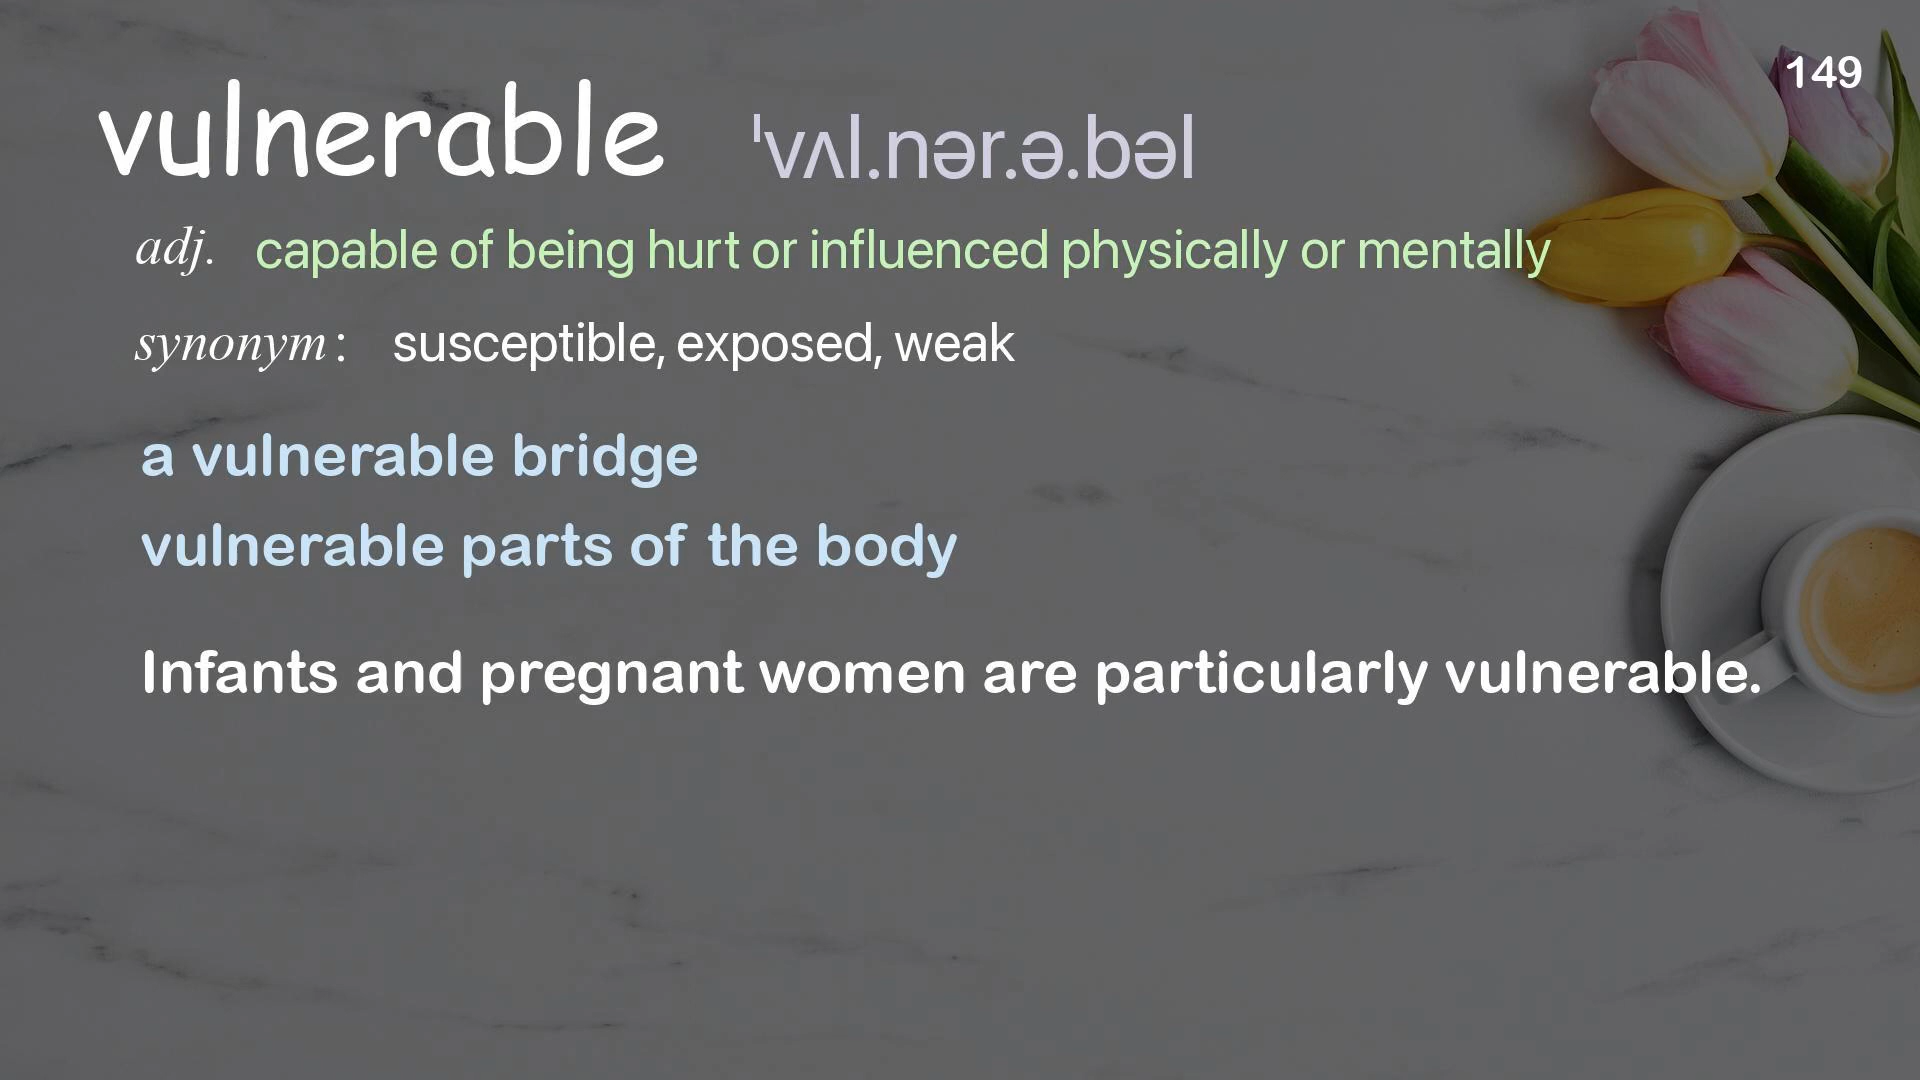 149
vulnerable ˈvʌl.nər.ə.bəl
adj. capable of being hurt or influenced physically or mentally
synonym : susceptible, exposed, weak
a vulnerable bridge
vulnerable parts of the body
Infants and pregnant women are particularly vulnerable.